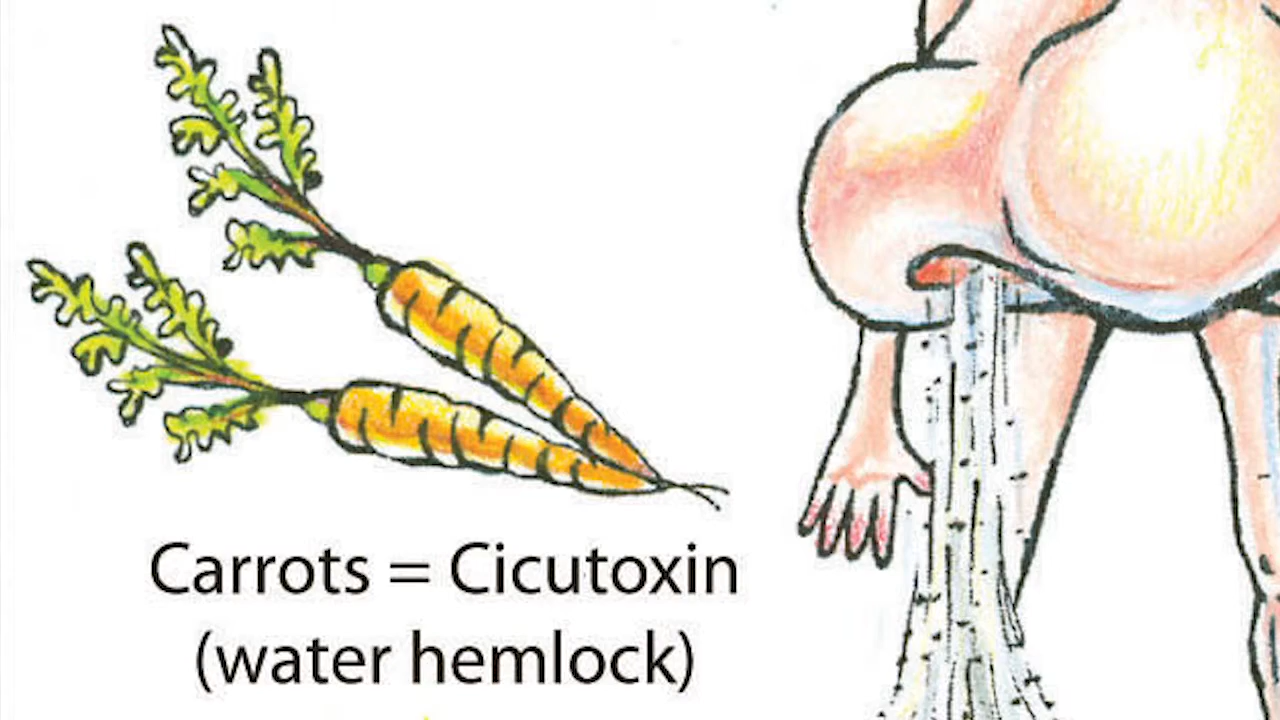 Carrots = Cicutoxin
(water hemlock)